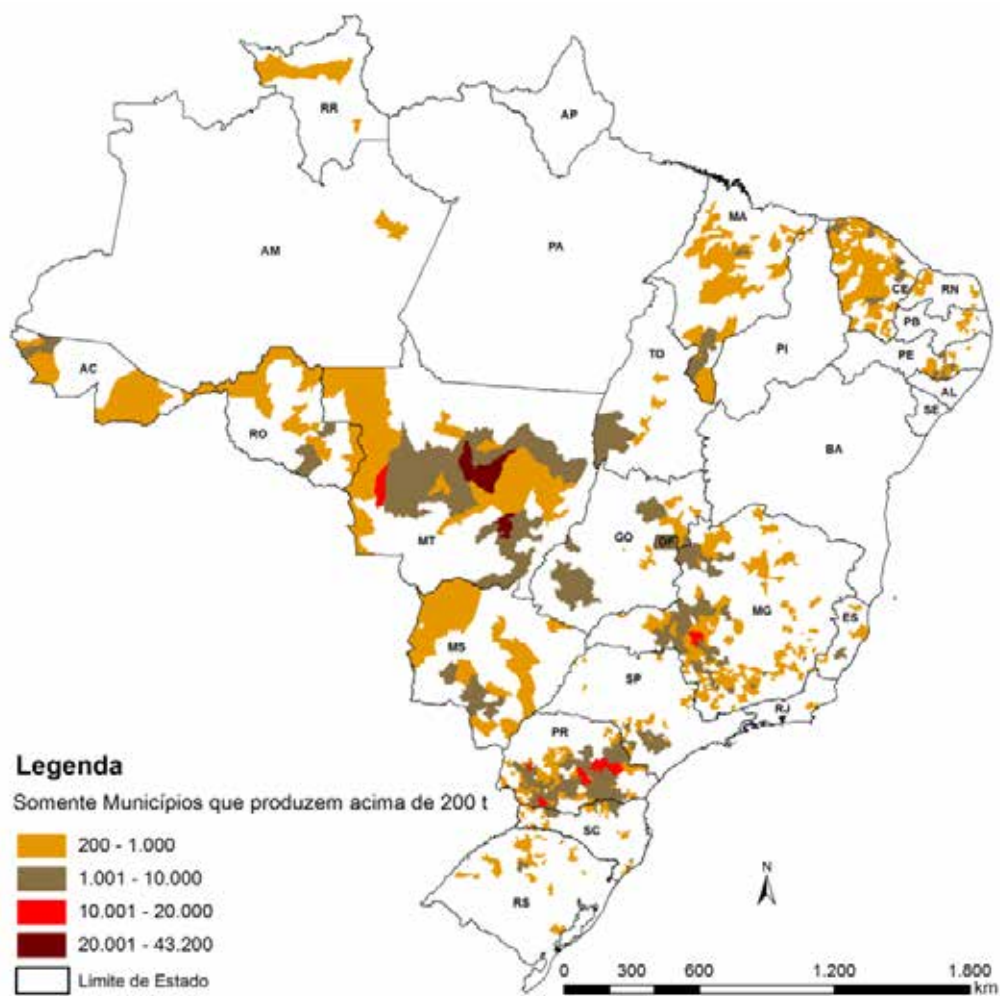 RR
AP
AM
PA
MA
CE
RN
PB
PI
PE
AL
SE
TO
AC
RO
BA
MT
GO
DF
MG
ES
MS
SP
RJ
PR
SC
RS
Legenda
Somente Municípios que produzem acima de 200 t
200 - 1.000
1.001 - 10.000
10.001 - 20.000
20.001 - 43.200
Limite de Estado
N
0 300 600 1.200 1.800
km